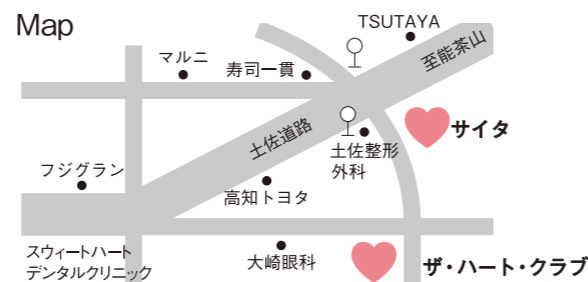 Map
TSUTAYA
至能茶山
マルニ
寿司一貫
サイタ
土佐道路
土佐整形
外科
フジグラン
高知トヨタ
スウィートハート
デンタルクリニック
大崎眼科
ザ・ハート・クラブ